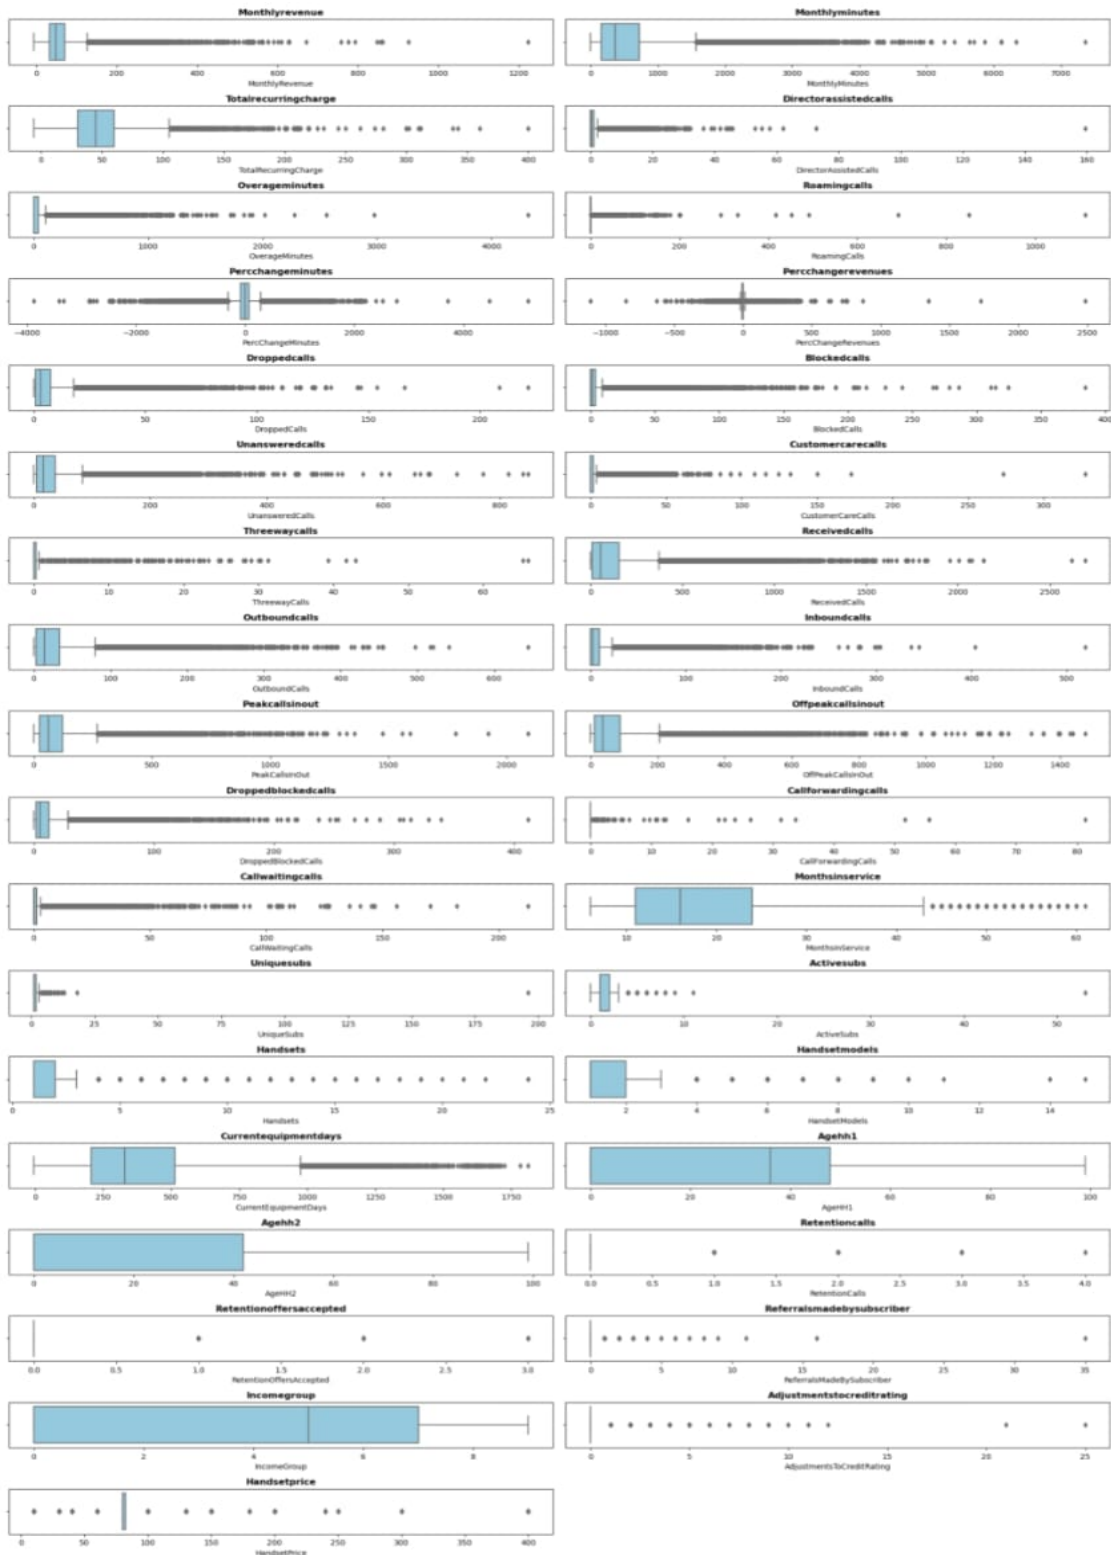 Monthlyrevenue
0 200 400 600 800 1000 1200
MonthlyRevenue
Monthlyminutes
0 1000 2000 3000 4000 5000 6000 7000
MonthlyMinutes
Totalrecurringcharge
0 50 100 150 200 250 300 350 400
TotalRecurringCharge
Directorassistedcalls
0 20 40 60 80 100 120 140 160
DirectorAssistedCalls
Overageminutes
0 1000 2000 3000 4000
OverageMinutes
Roamingcalls
0 200 400 600 800 1000
RoamingCalls
Percchangeminutes
−4000 −2000 0 2000 4000
PercChangeMinutes
Percchangerevenues
−1000 −500 0 500 1000 1500 2000 2500
PercChangeRevenues
Droppedcalls
0 50 100 150 200
DroppedCalls
Blockedcalls
0 50 100 150 200 250 300 350 400
BlockedCalls
Unansweredcalls
0 200 400 600 800
UnansweredCalls
Customercarecalls
0 50 100 150 200 250 300
CustomerCareCalls
Threewaycalls
0 10 20 30 40 50 60
ThreewayCalls
Receivedcalls
0 500 1000 1500 2000 2500
ReceivedCalls
Outboundcalls
0 100 200 300 400 500 600
OutboundCalls
Inboundcalls
0 100 200 300 400 500
InboundCalls
Peakcallsinout
0 500 1000 1500 2000
PeakCallsInOut
Offpeakcallsinout
0 200 400 600 800 1000 1200 1400
OffPeakCallsInOut
Droppedblockedcalls
0 100 200 300 400
DroppedBlockedCalls
Callforwardingcalls
0 10 20 30 40 50 60 70 80
CallForwardingCalls
Callwaitingcalls
0 50 100 150 200
CallWaitingCalls
Monthsinservice
10 20 30 40 50 60
MonthsInService
Uniquesubs
0 25 50 75 100 125 150 175 200
UniqueSubs
Activesubs
0 10 20 30 40 50
ActiveSubs
Handsets
0 5 10 15 20 25
Handsets
Handsetmodels
2 4 6 8 10 12 14
HandsetModels
Currentequipmentdays
0 250 500 750 1000 1250 1500 1750
CurrentEquipmentDays
Agehh1
0 20 40 60 80 100
AgeHH1
Agehh2
0 20 40 60 80 100
AgeHH2
Retentioncalls
0.0 0.5 1.0 1.5 2.0 2.5 3.0 3.5 4.0
RetentionCalls
Retentionoffersaccepted
0.0 0.5 1.0 1.5 2.0 2.5 3.0
RetentionOffersAccepted
Referralsmadebysubscriber
0 5 10 15 20 25 30 35
ReferralsMadeBySubscriber
Incomegroup
0 2 4 6 8
IncomeGroup
Adjustmentstocreditrating
0 5 10 15 20 25
AdjustmentsToCreditRating
Handsetprice
0 50 100 150 200 250 300 350 400
HandsetPrice